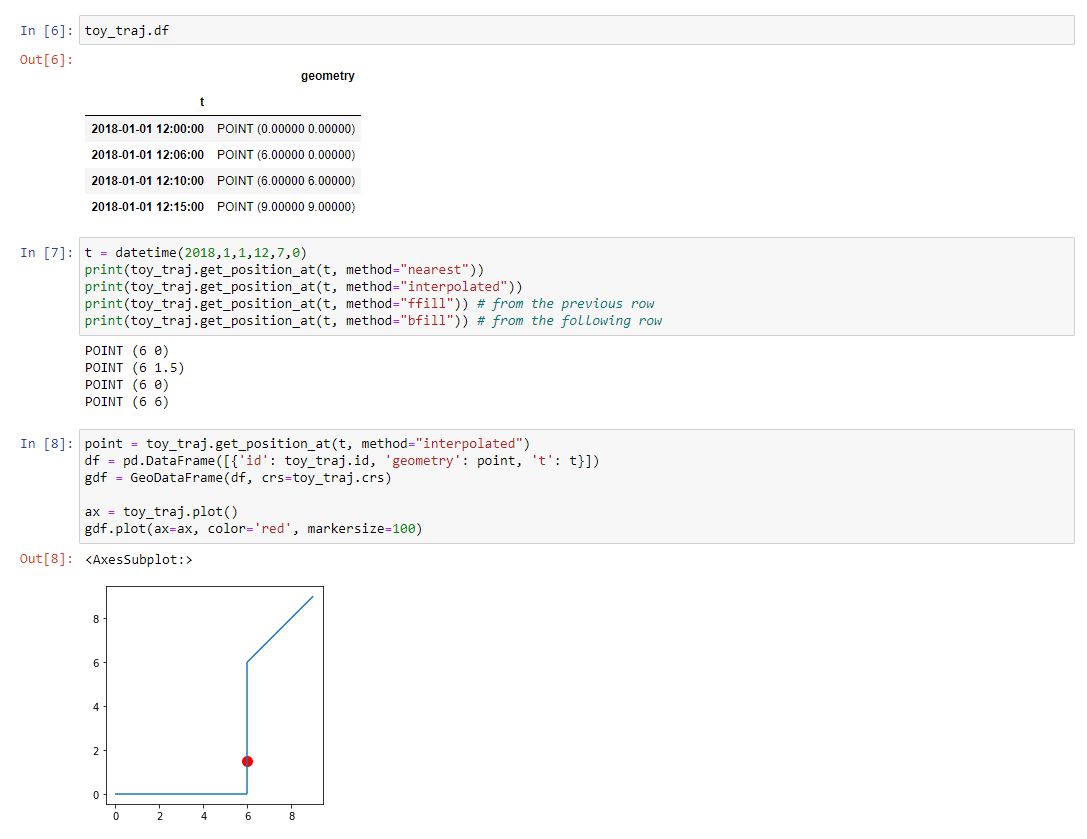 In [6]: toy_traj.df
Out[6]:
geometry
t
2018-01-01 12:00:00 POINT (0.00000 0.00000)
2018-01-01 12:06:00 POINT (6.00000 0.00000)
2018-01-01 12:10:00 POINT (6.00000 6.00000)
2018-01-01 12:15:00 POINT (9.00000 9.00000)
In [7]: t = datetime(2018,1,1,12,7,0)
print(toy_traj.get_position_at(t, method="nearest"))
print(toy_traj.get_position_at(t, method="interpolated"))
print(toy_traj.get_position_at(t, method="ffill")) # from the previous row
print(toy_traj.get_position_at(t, method="bfill")) # from the following row
POINT (6 0)
POINT (6 1.5)
POINT (6 0)
POINT (6 6)
In [8]: point = toy_traj.get_position_at(t, method="interpolated")
df = pd.DataFrame([{'id': toy_traj.id, 'geometry': point, 't': t}])
gdf = GeoDataFrame(df, crs=toy_traj.crs)
ax = toy_traj.plot()
gdf.plot(ax=ax, color='red', markersize=100)
Out[8]: <AxesSubplot:>
8
6
4
2
0
0 2 4 6 8